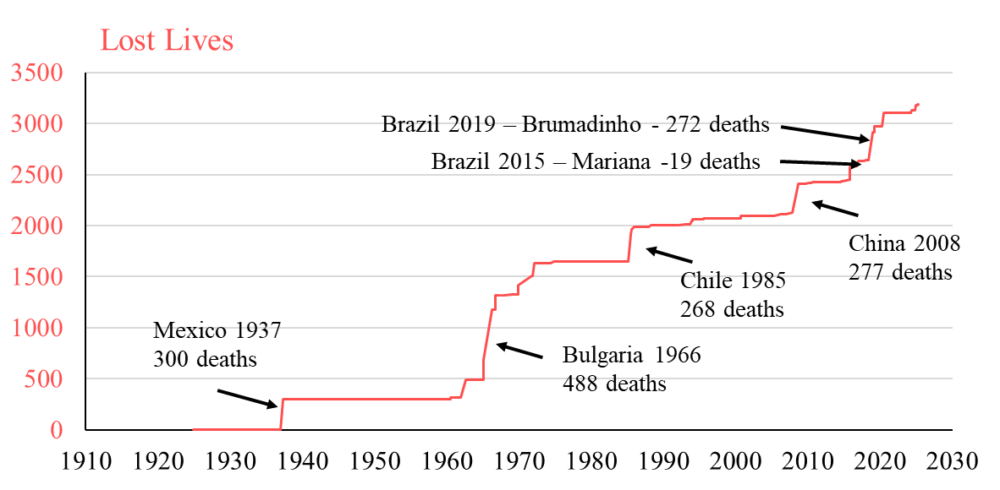 Lost Lives
3500
3000
2500
2000
1500
1000
500
0
Brazil 2019 – Brumadinho - 272 deaths
Brazil 2015 – Mariana -19 deaths
China 2008
277 deaths
Chile 1985
268 deaths
Mexico 1937
300 deaths
Bulgaria 1966
488 deaths
1910 1920 1930 1940 1950 1960 1970 1980 1990 2000 2010 2020 2030